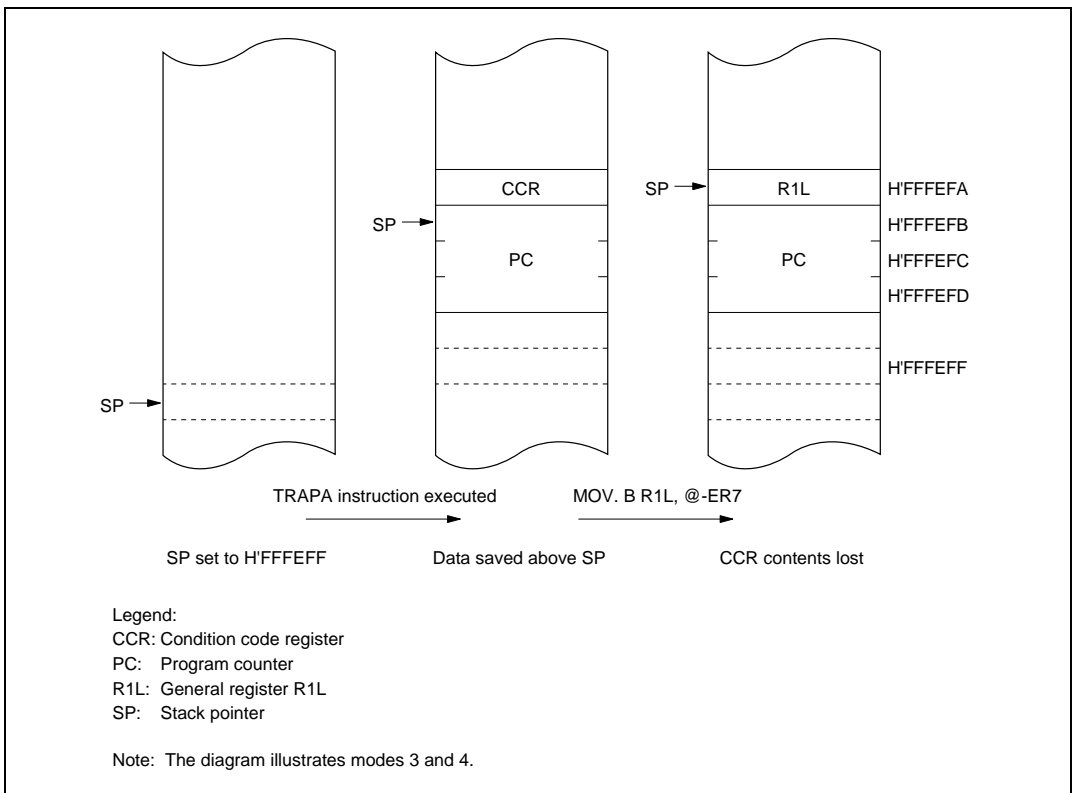 CCR
SP
R1L
H'FFFEFA
SP
H'FFFEFB
PC
PC
H'FFFEFC
H'FFFEFD
H'FFFEFF
SP
TRAPA instruction executed
MOV. B R1L, @-ER7
SP set to H'FFFEFF
Data saved above SP
CCR contents lost
Legend:
CCR: Condition code register
PC: Program counter
R1L: General register R1L
SP: Stack pointer
Note: The diagram illustrates modes 3 and 4.